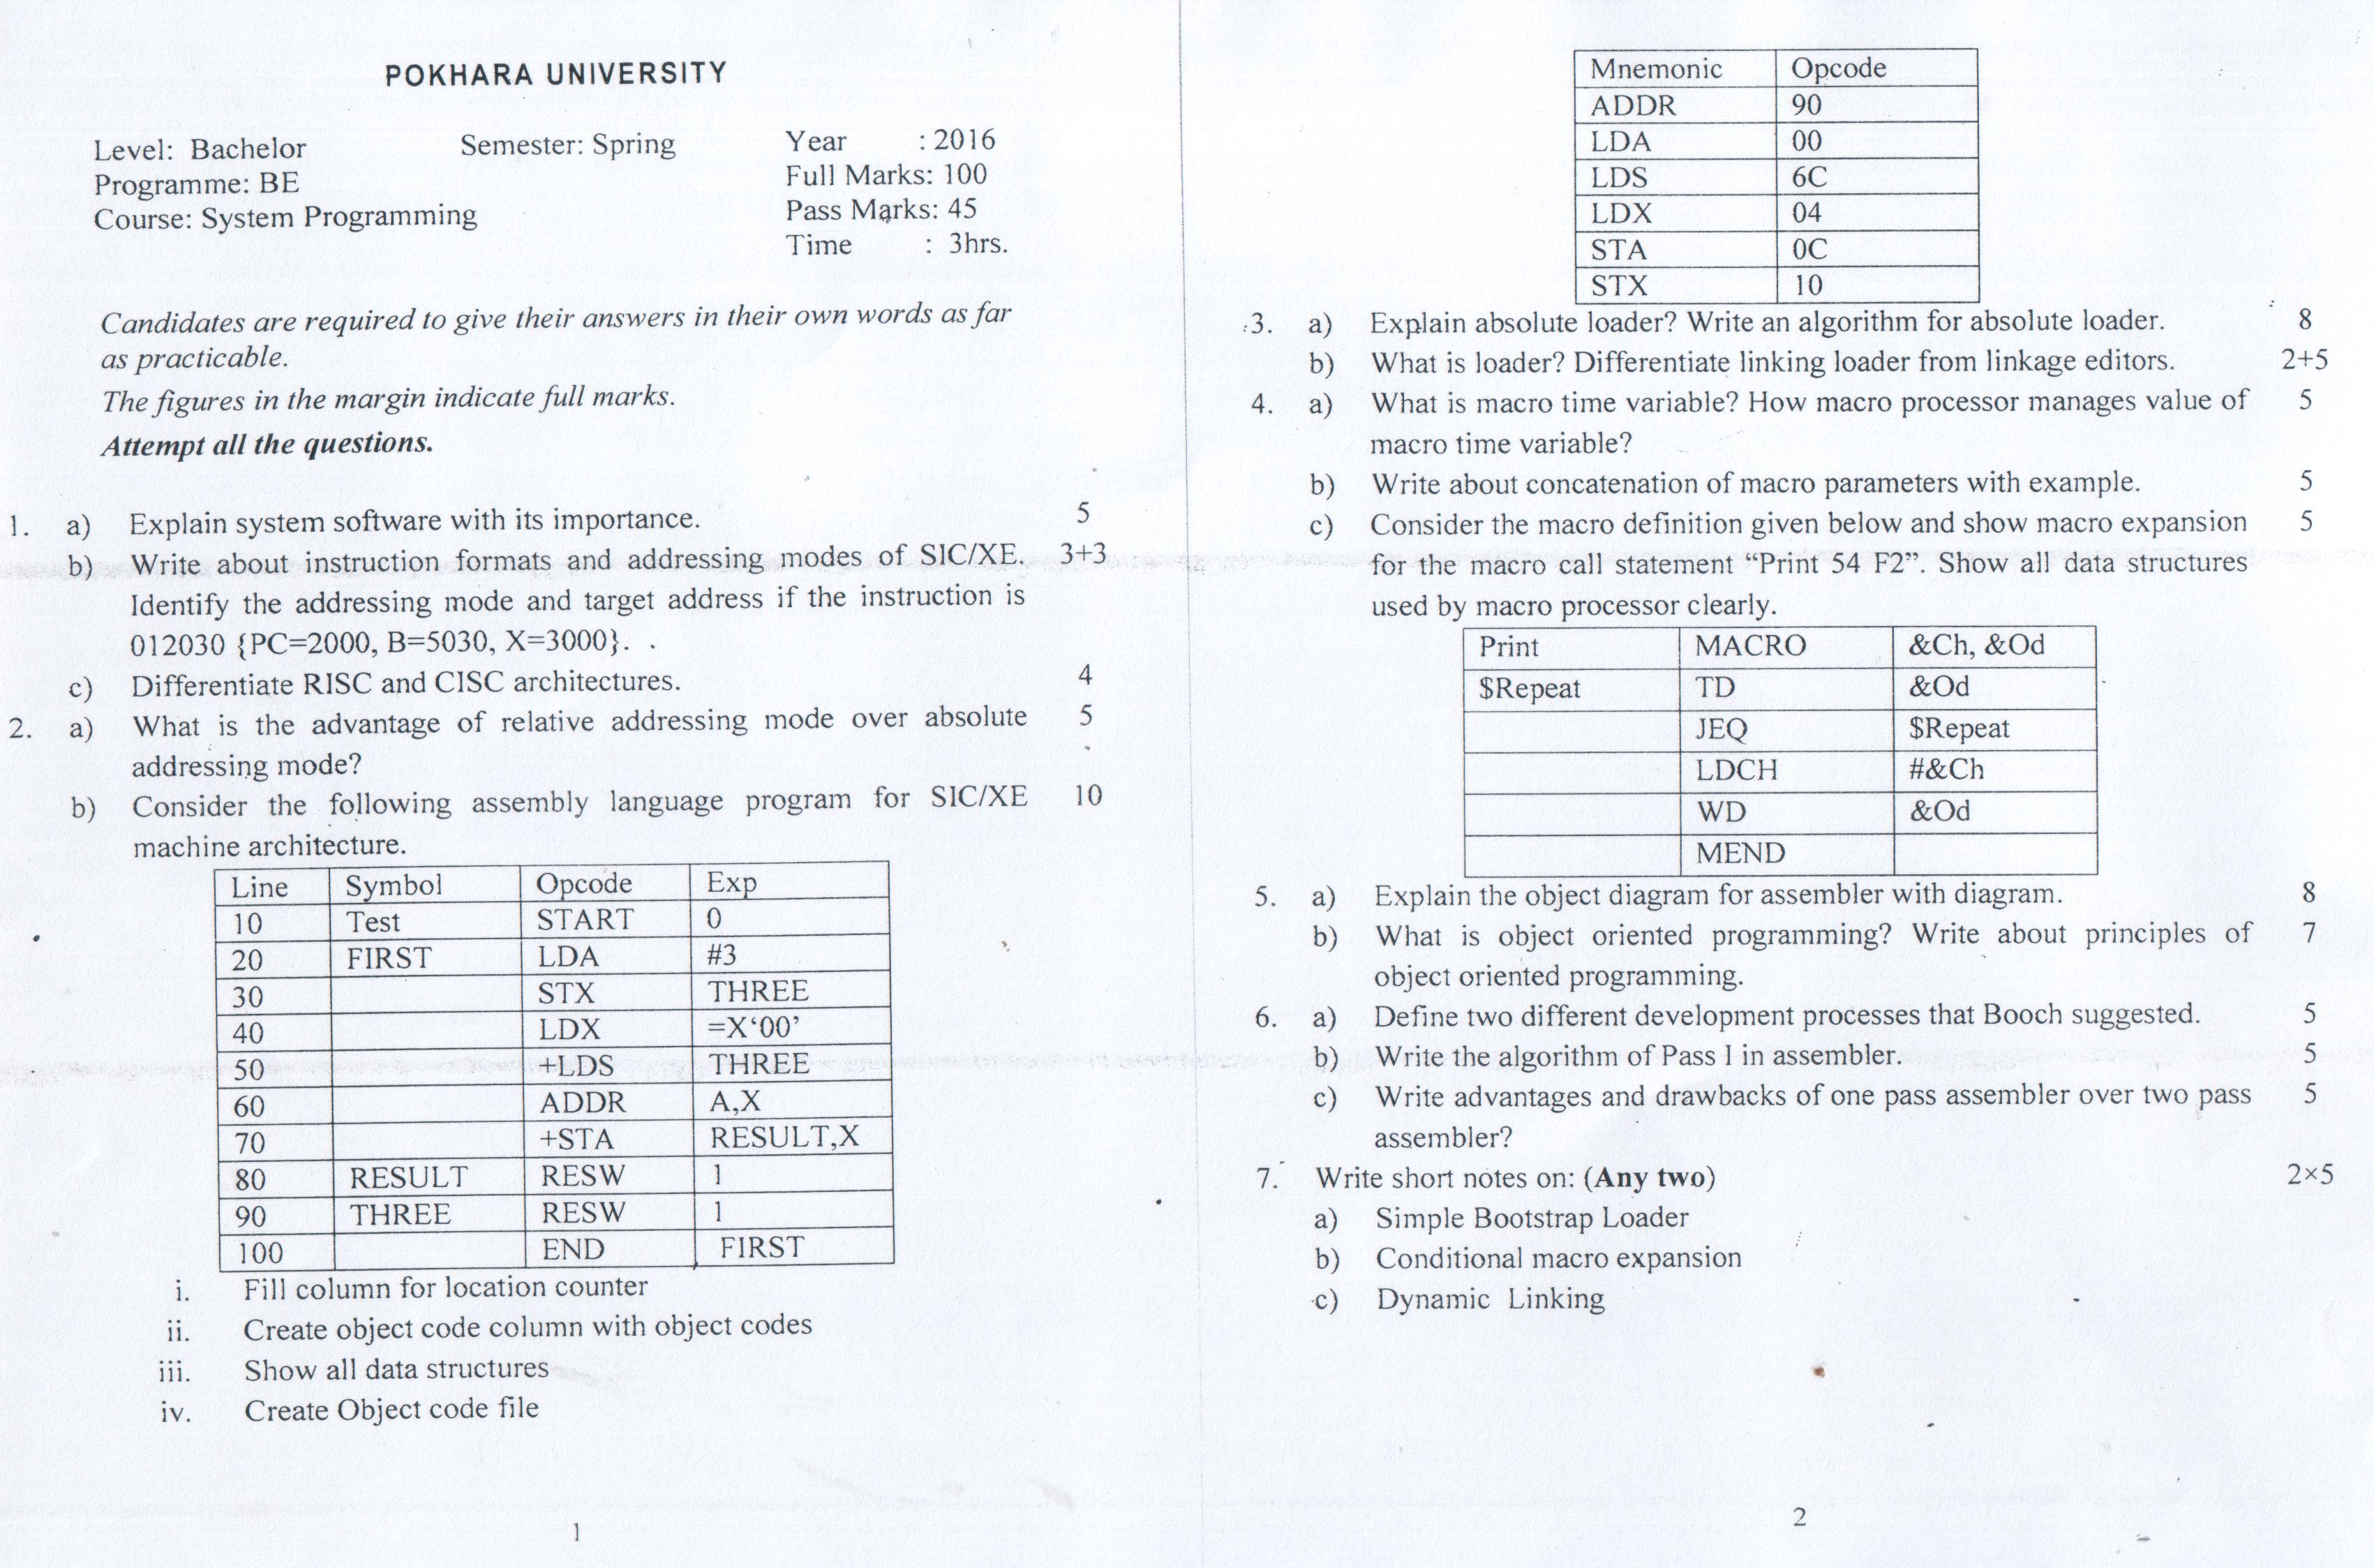 POKHARA UNIVERSITY
Level: Bachelor Semester: Spring Year : 2016
Programme: BE Full Marks: 100
Course: System Programming Pass Marks: 45
Time : 3hrs.
Candidates are required to give their answers in their own words as far
as practicable.
The figures in the margin indicate full marks.
Attempt all the questions.
1. a) Explain system software with its importance. 5
b) Write about instruction formats and addressing modes of SIC/XE. 3+3
Identify the addressing mode and target address if the instruction is
012030 {PC=2000, B=5030, X=3000}.
c) Differentiate RISC and CISC architectures. 4
2. a) What is the advantage of relative addressing mode over absolute 5
addressing mode?
b) Consider the following assembly language program for SIC/XE 10
machine architecture.
Line Symbol Opcode Exp
10 Test START 0
20 FIRST LDA #3
30 STX THREE
40 LDX =X‘00’
50 +LDS THREE
60 ADDR A,X
70 +STA RESULT,X
80 RESULT RESW 1
90 THREE RESW 1
100 END FIRST
i. Fill column for location counter
ii. Create object code column with object codes
iii. Show all data structures
iv. Create Object code file
1
Mnemonic Opcode
ADDR 90
LDA 00
LDS 6C
LDX 04
STA 0C
STX 10
3. a) Explain absolute loader? Write an algorithm for absolute loader. 8
b) What is loader? Differentiate linking loader from linkage editors. 2+5
4. a) What is macro time variable? How macro processor manages value of 5
macro time variable?
b) Write about concatenation of macro parameters with example. 5
c) Consider the macro definition given below and show macro expansion 5
for the macro call statement “Print 54 F2”. Show all data structures
used by macro processor clearly.
Print MACRO &Ch, &Od
$Repeat TD &Od
JEQ $Repeat
LDCH #&Ch
WD &Od
MEND
5. a) Explain the object diagram for assembler with diagram. 8
b) What is object oriented programming? Write about principles of 7
object oriented programming.
6. a) Define two different development processes that Booch suggested. 5
b) Write the algorithm of Pass I in assembler. 5
c) Write advantages and drawbacks of one pass assembler over two pass 5
assembler?
7. Write short notes on: (Any two) 2×5
a) Simple Bootstrap Loader
b) Conditional macro expansion
c) Dynamic Linking
2